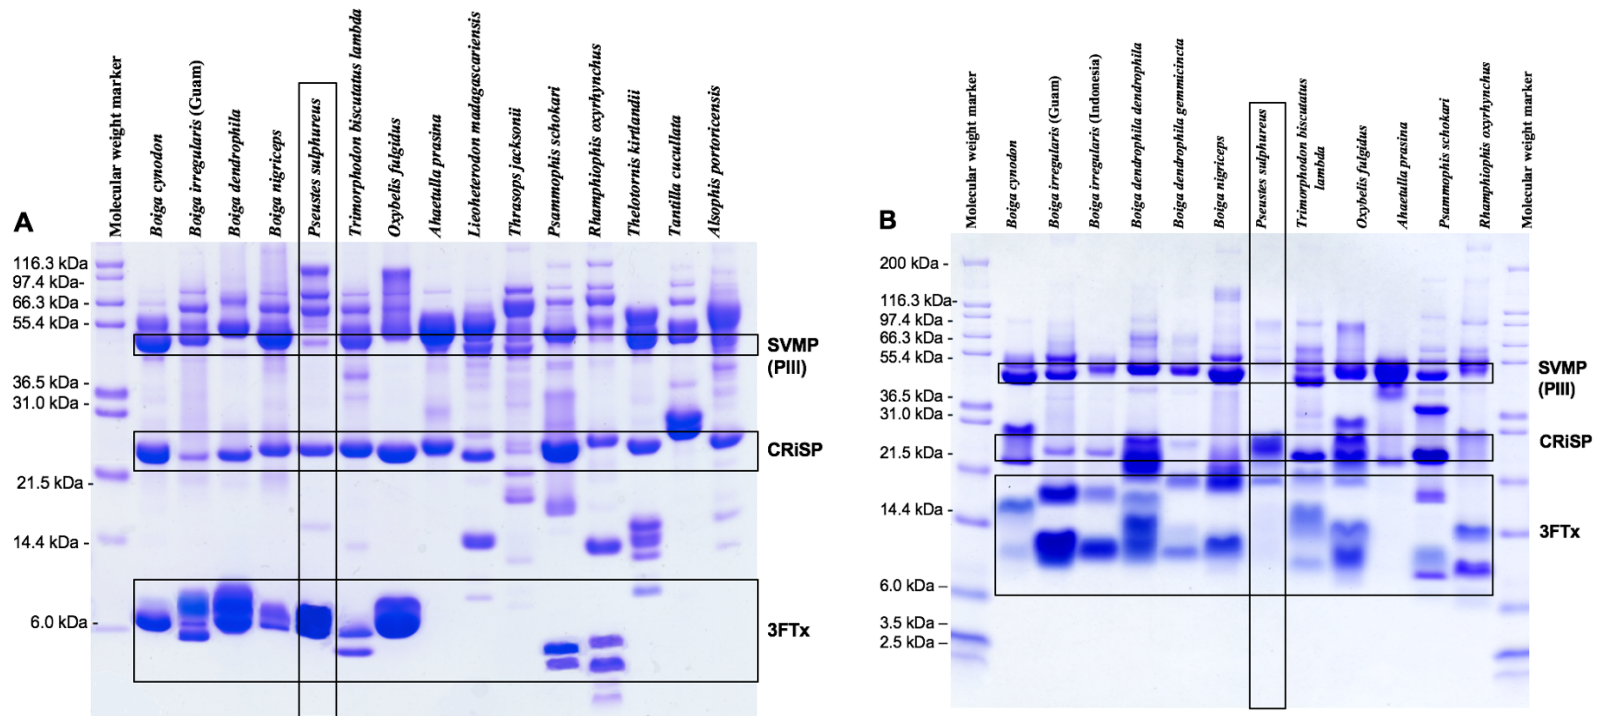 A
Molecular weight marker
Boiga cynodon
Boiga irregularis (Guam)
Boiga dendrophila
Boiga nigriceps
Pseustes sulphureus
Trimorphodon biscutatus lambda
Oxybelis fulgidus
Ahaetulla prasina
Lieoheterodon madagascariensis
Thrasops jacksonii
Psammophis schokari
Rhamphiophis oxyrhynchus
Thelotornis kirtlandii
Tantilla cucullata
Alsophis portoricensis
116.3 kDa
97.4 kDa-
66.3 kDa -
55.4 kDa -
36.5 kDa -
31.0 kDa -
21.5 kDa -
14.4 kDa -
6.0 kDa -
SVMP
(PIII)
CRiSP
3FTx
B
Molecular weight marker
Boiga cynodon
Boiga irregularis (Guam)
Boiga irregularis (Indonesia)
Boiga dendrophila dendrophila
Boiga dendrophila gemmicincta
Boiga nigriceps
Pseustes sulphureus
Trimorphodon biscutatus
lambda
Oxybelis fulgidus
Ahaetulla prasina
Psammophis schokari
Rhamphiophis oxyrhynchus
Molecular weight marker
200 kDa -
116.3 kDa-
97.4 kDa -
66.3 kDa -
55.4 kDa -
36.5 kDa -
31.0 kDa -
21.5 kDa -
14.4 kDa -
6.0 kDa –
3.5 kDa –
2.5 kDa –
SVMP
(PIII)
CRiSP
3FTx